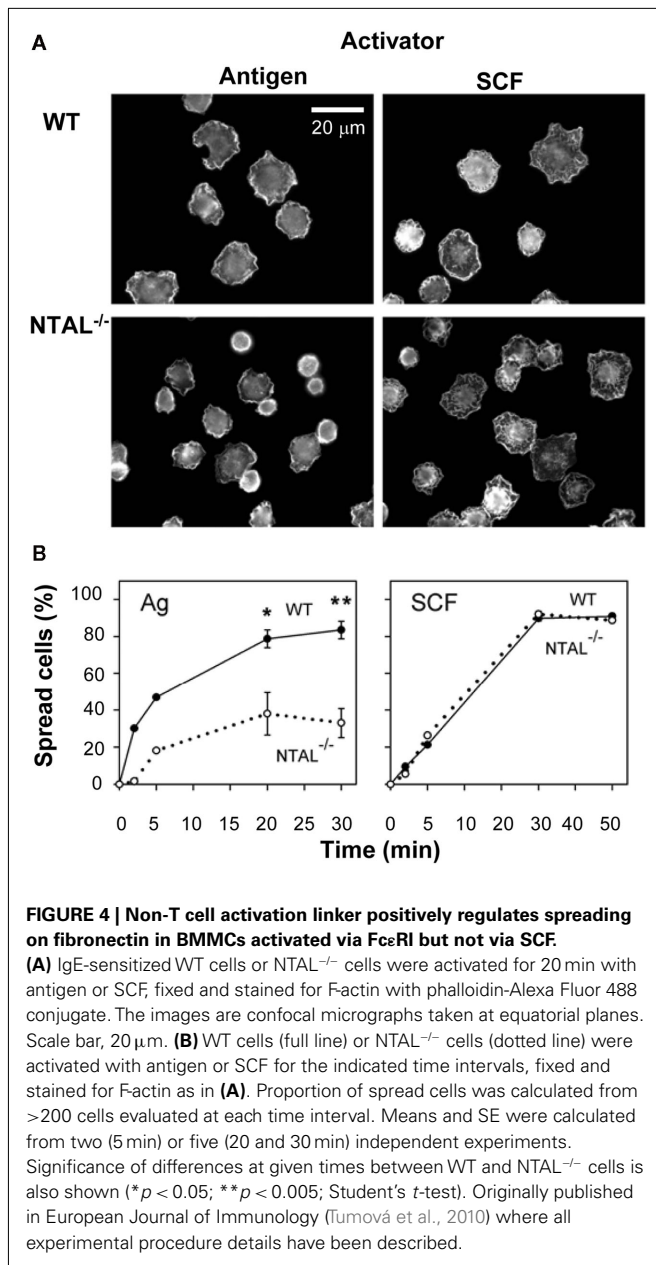 A
Activator
Antigen
SCF
WT
20 μm
NTAL-/-
B
Spread cells (%)
100
80
60
40
20
0
Ag
*
WT
**
NTAL-/-
SCF
WT
NTAL-/-
0 5 10 15 20 25 30
0 5 10 20 30 40 50
Time (min)
FIGURE 4 | Non-T cell activation linker positively regulates spreading
on fibronectin in BMMCs activated via FcεRI but not via SCF.
(A) IgE-sensitized WT cells or NTAL−/− cells were activated for 20 min with
antigen or SCF, fixed and stained for F-actin with phalloidin-Alexa Fluor 488
conjugate. The images are confocal micrographs taken at equatorial planes.
Scale bar, 20 μm. (B) WT cells (full line) or NTAL−/− cells (dotted line) were
activated with antigen or SCF for the indicated time intervals, fixed and
stained for F-actin as in (A). Proportion of spread cells was calculated from
>200 cells evaluated at each time interval. Means and SE were calculated
from two (5 min) or five (20 and 30 min) independent experiments.
Significance of differences at given times between WT and NTAL−/− cells is
also shown (*p < 0.05; **p < 0.005; Student's t-test). Originally published
in European Journal of Immunology (Tumová et al., 2010) where all
experimental procedure details have been described.